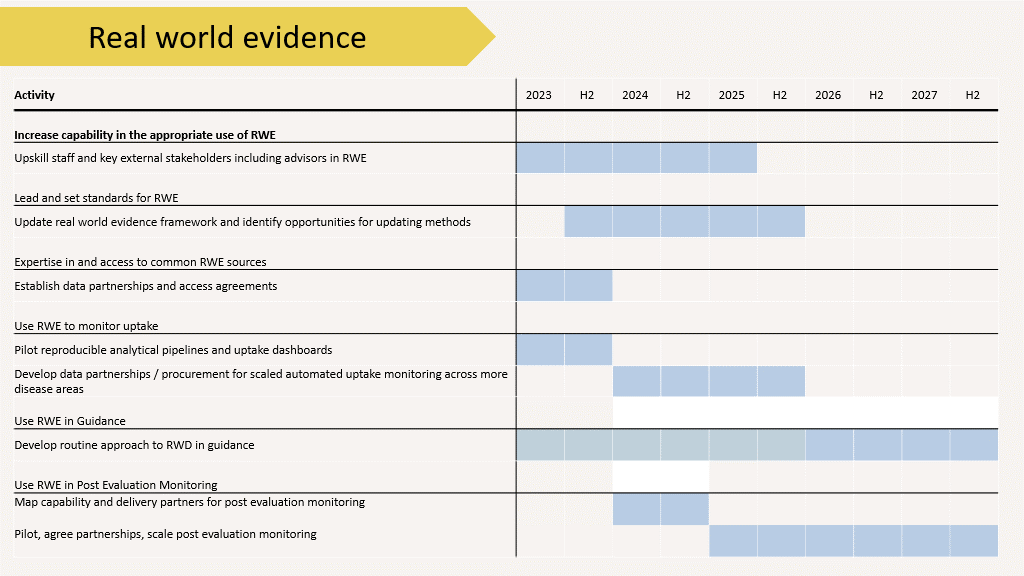 Real world evidence
Activity 2023 H2 2024 H2 2025 H2 2026 H2 2027 H2
Increase capability in the appropriate use of RWE
Upskill staff and key external stakeholders including advisors in RWE
Lead and set standards for RWE
Update real world evidence framework and identify opportunities for updating methods
Expertise in and access to common RWE sources
Establish data partnerships and access agreements
Use RWE to monitor uptake
Pilot reproducible analytical pipelines and uptake dashboards
Develop data partnerships / procurement for scaled automated uptake monitoring across more
disease areas
Use RWE in Guidance
Develop routine approach to RWD in guidance
Use RWE in Post Evaluation Monitoring
Map capability and delivery partners for post evaluation monitoring
Pilot, agree partnerships, scale post evaluation monitoring